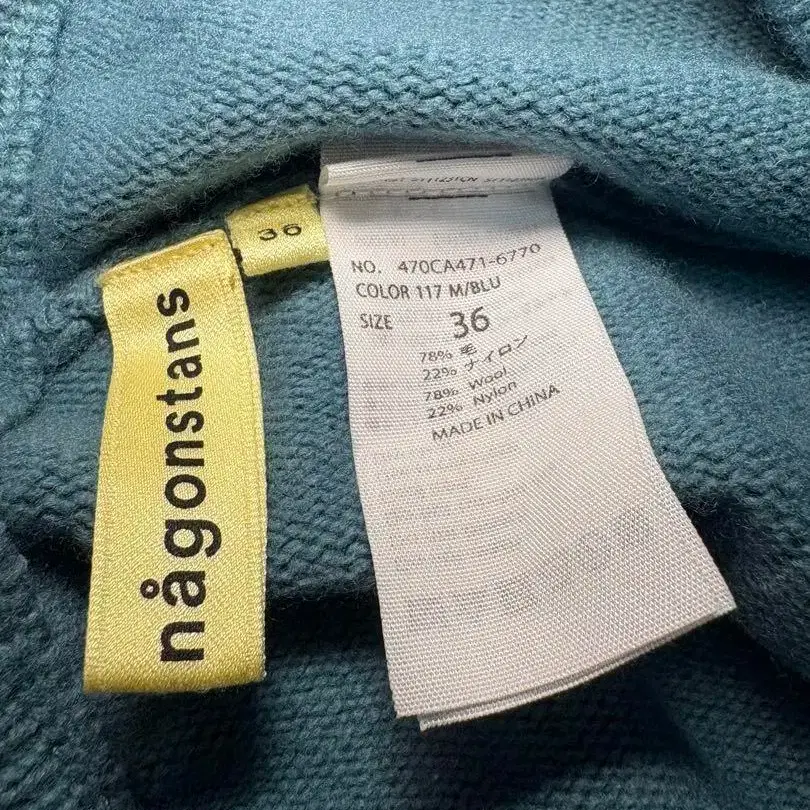 någonstans
36
NO. 470CA471-6770
COLOR 117 M/BLU
SIZE 36
78% 毛
22% ナイロン
78% Wool
22% Nylon
MADE IN CHINA